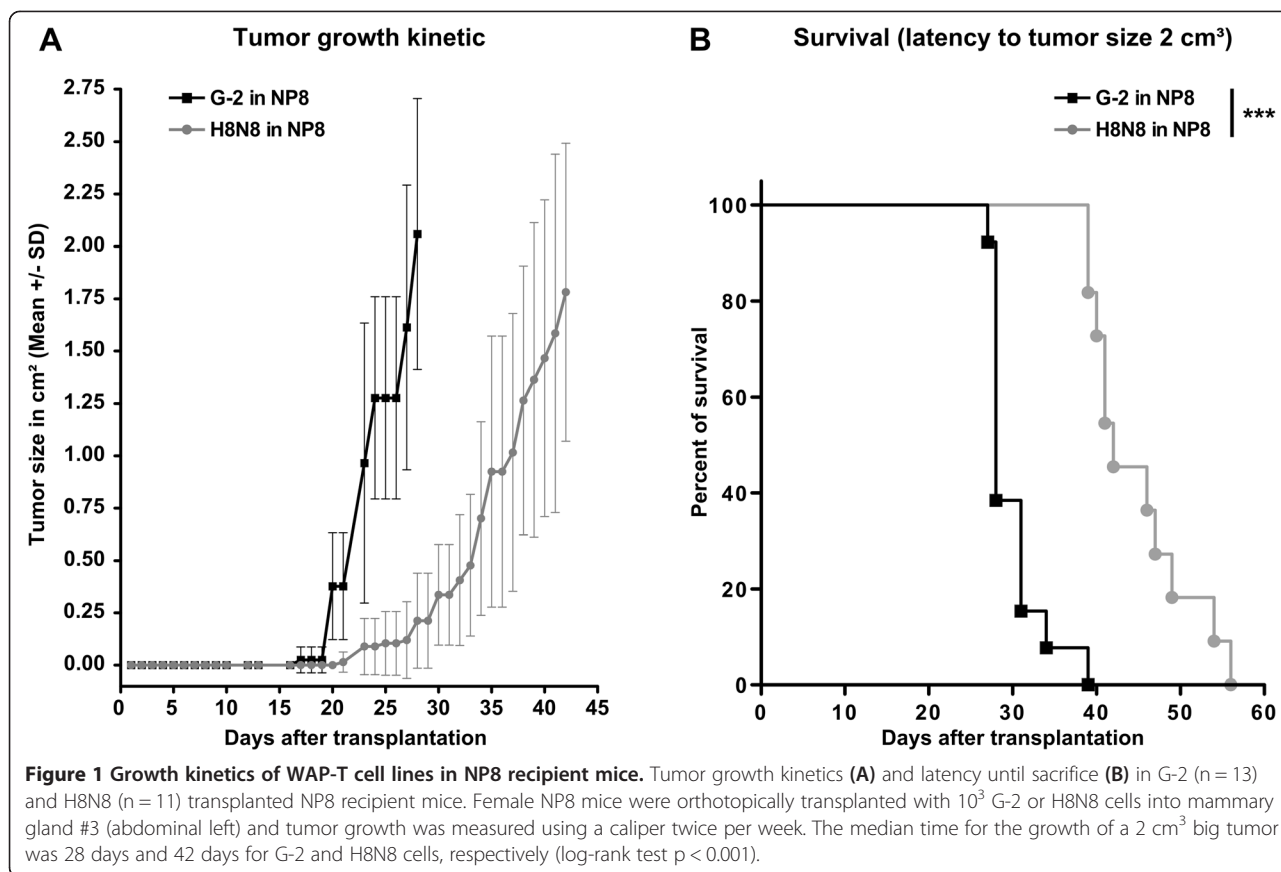 A Tumor growth kinetic
G-2 in NP8
H8N8 in NP8
Tumor size in cm² (Mean +/- SD)
2.75
2.50
2.25
2.00
1.75
1.50
1.25
1.00
0.75
0.50
0.25
0.00
0 5 10 15 20 25 30 35 40 45
Days after transplantation
B Survival (latency to tumor size 2 cm³)
G-2 in NP8
H8N8 in NP8
***
Percent of survival
100
80
60
40
20
0
0 10 20 30 40 50 60
Days after transplantation
Figure 1 Growth kinetics of WAP-T cell lines in NP8 recipient mice. Tumor growth kinetics (A) and latency until sacrifice (B) in G-2 (n = 13)
and H8N8 (n = 11) transplanted NP8 recipient mice. Female NP8 mice were orthotopically transplanted with 10³ G-2 or H8N8 cells into mammary
gland #3 (abdominal left) and tumor growth was measured using a caliper twice per week. The median time for the growth of a 2 cm³ big tumor
was 28 days and 42 days for G-2 and H8N8 cells, respectively (log-rank test p < 0.001).